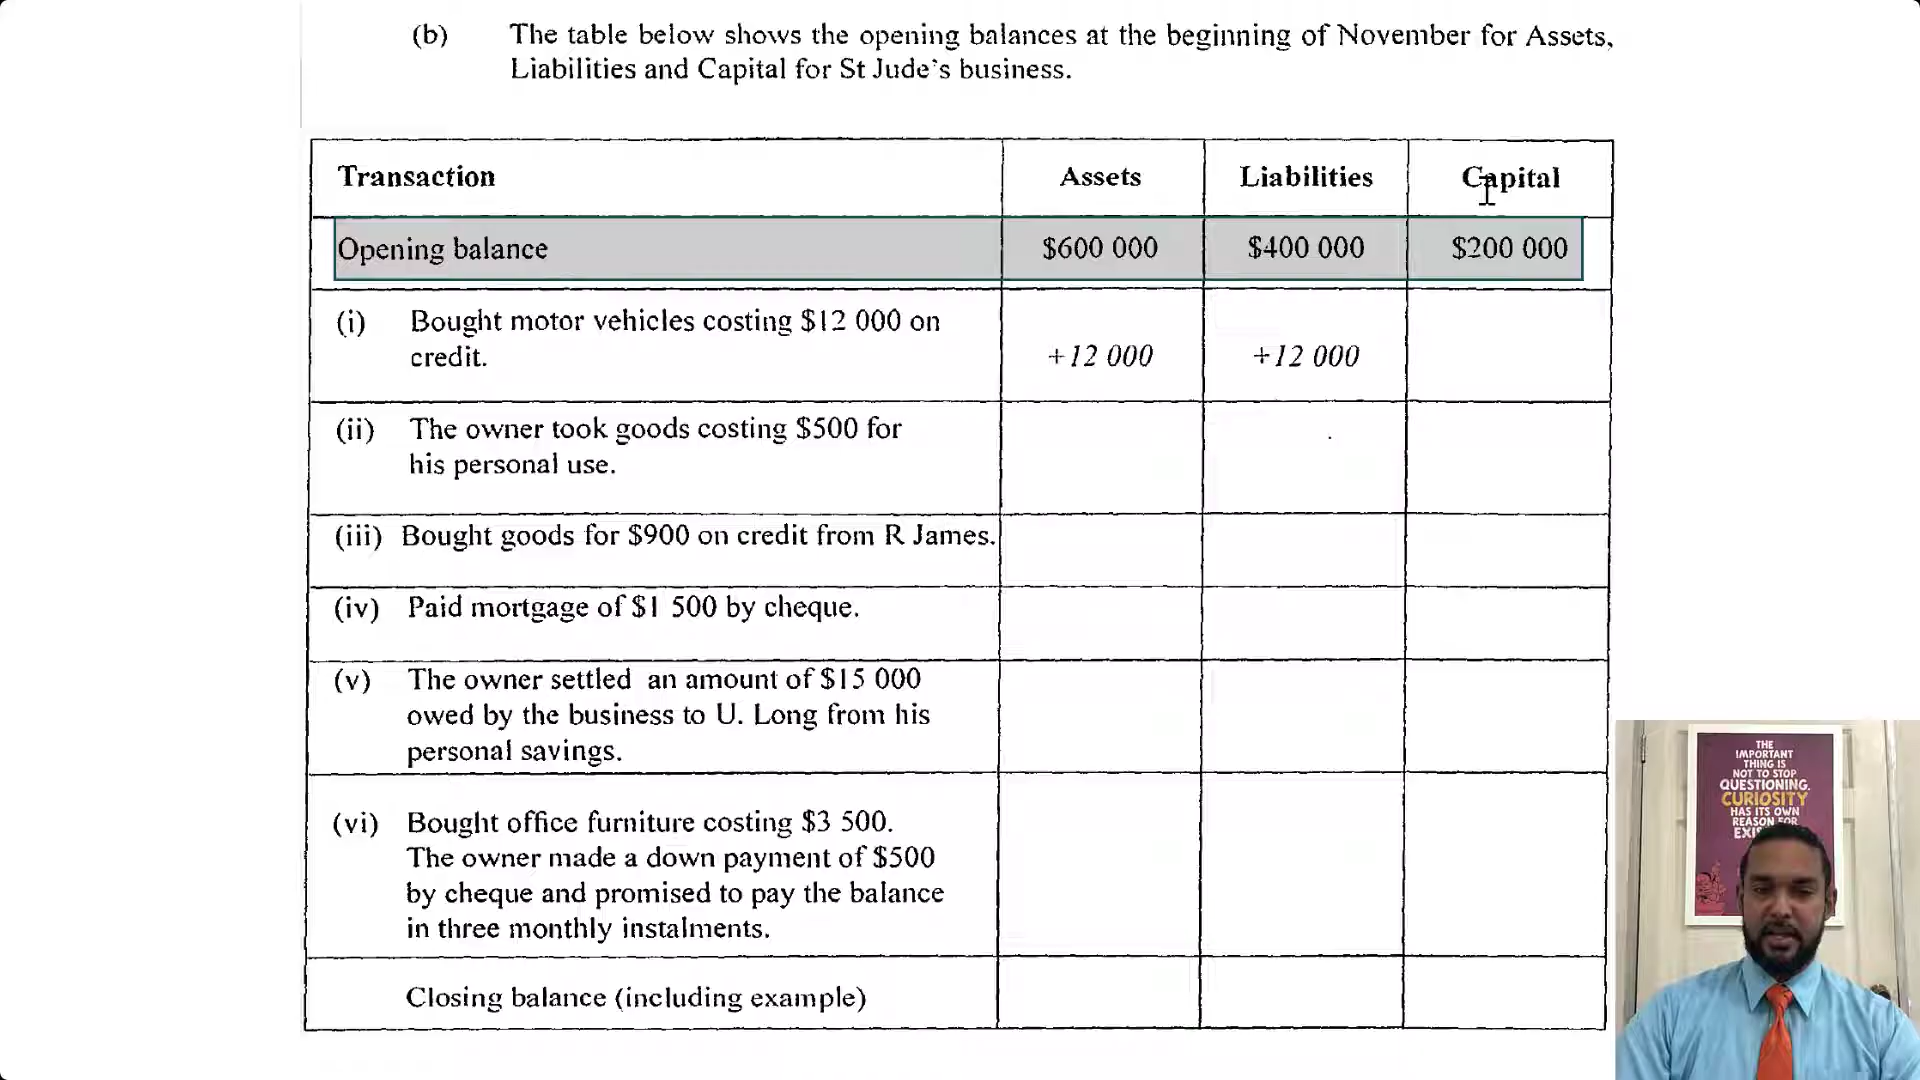 (b) The table below shows the opening balances at the beginning of November for Assets,
Liabilities and Capital for St Jude's business.
Transaction Assets Liabilities Capital
Opening balance $600 000 $400 000 $200 000
(i) Bought motor vehicles costing $12 000 on
credit. +12 000 +12 000
(ii) The owner took goods costing $500 for
his personal use.
(iii) Bought goods for $900 on credit from R James.
(iv) Paid mortgage of $1 500 by cheque.
(v) The owner settled an amount of $15 000
owed by the business to U. Long from his
personal savings.
(vi) Bought office furniture costing $3 500.
The owner made a down payment of $500
by cheque and promised to pay the balance
in three monthly instalments.
Closing balance (including example)
THE
IMPORTANT
THING IS
NOT TO STOP
QUESTIONING.
CURIOSITY
HAS ITS OWN
REASON FOR